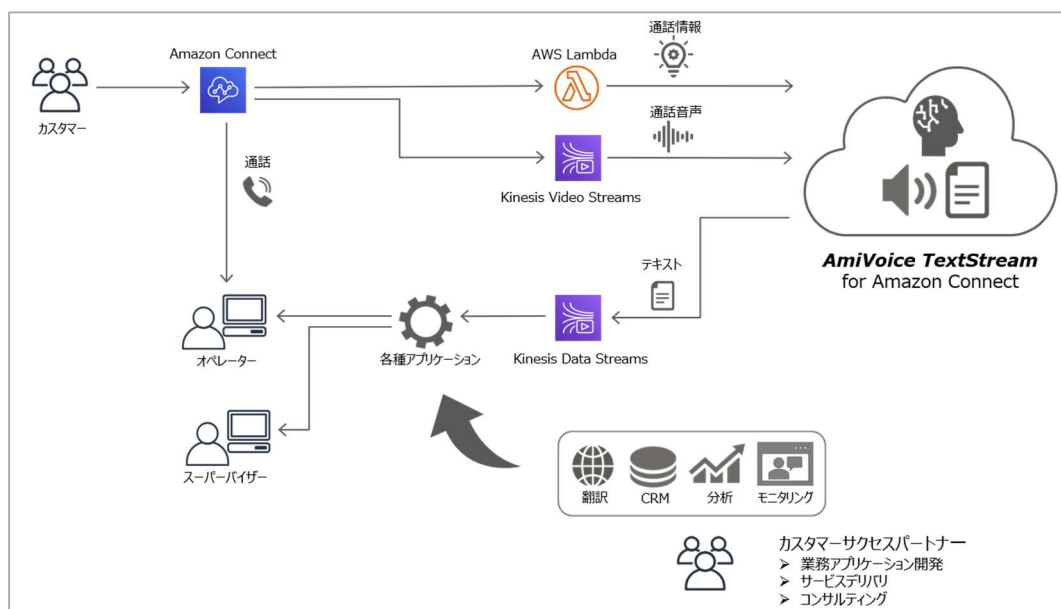 Amazon Connect
AWS Lambda
通話情報
カスタマー
通話音声
通話
Kinesis Video Streams
AmiVoice TextStream
for Amazon Connect
テキスト
オペレーター
各種アプリケーション
Kinesis Data Streams
スーパーバイザー
翻訳
CRM
分析
モニタリング
カスタマーサクセスパートナー
➢ 業務アプリケーション開発
➢ サービスデリバリ
➢ コンサルティング